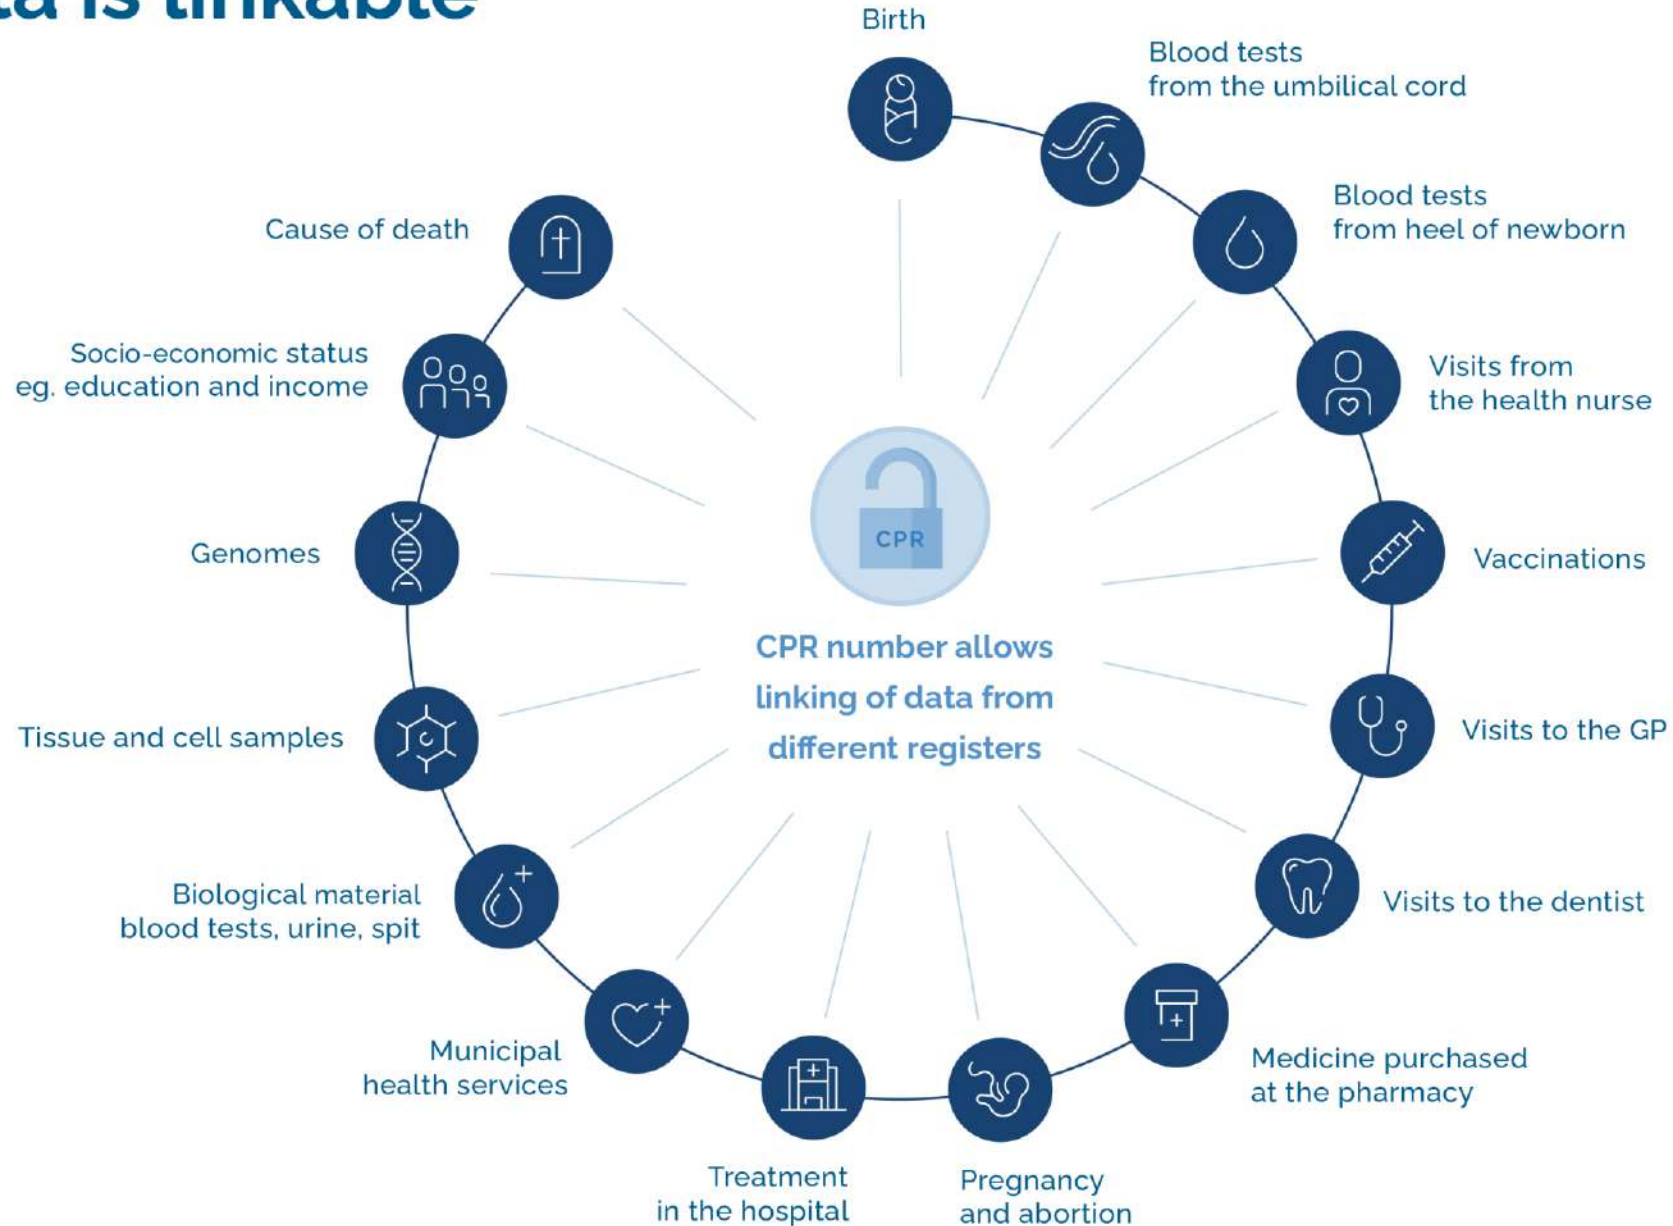 ta is linkable
Birth
Blood tests
from the umbilical cord
Blood tests
from heel of newborn
Visits from
the health nurse
Vaccinations
Visits to the GP
Visits to the dentist
Medicine purchased
at the pharmacy
Pregnancy
and abortion
Treatment
in the hospital
Municipal
health services
Biological material
blood tests, urine, spit
Tissue and cell samples
Genomes
Socio-economic status
eg. education and income
Cause of death
CPR
CPR number allows
linking of data from
different registers